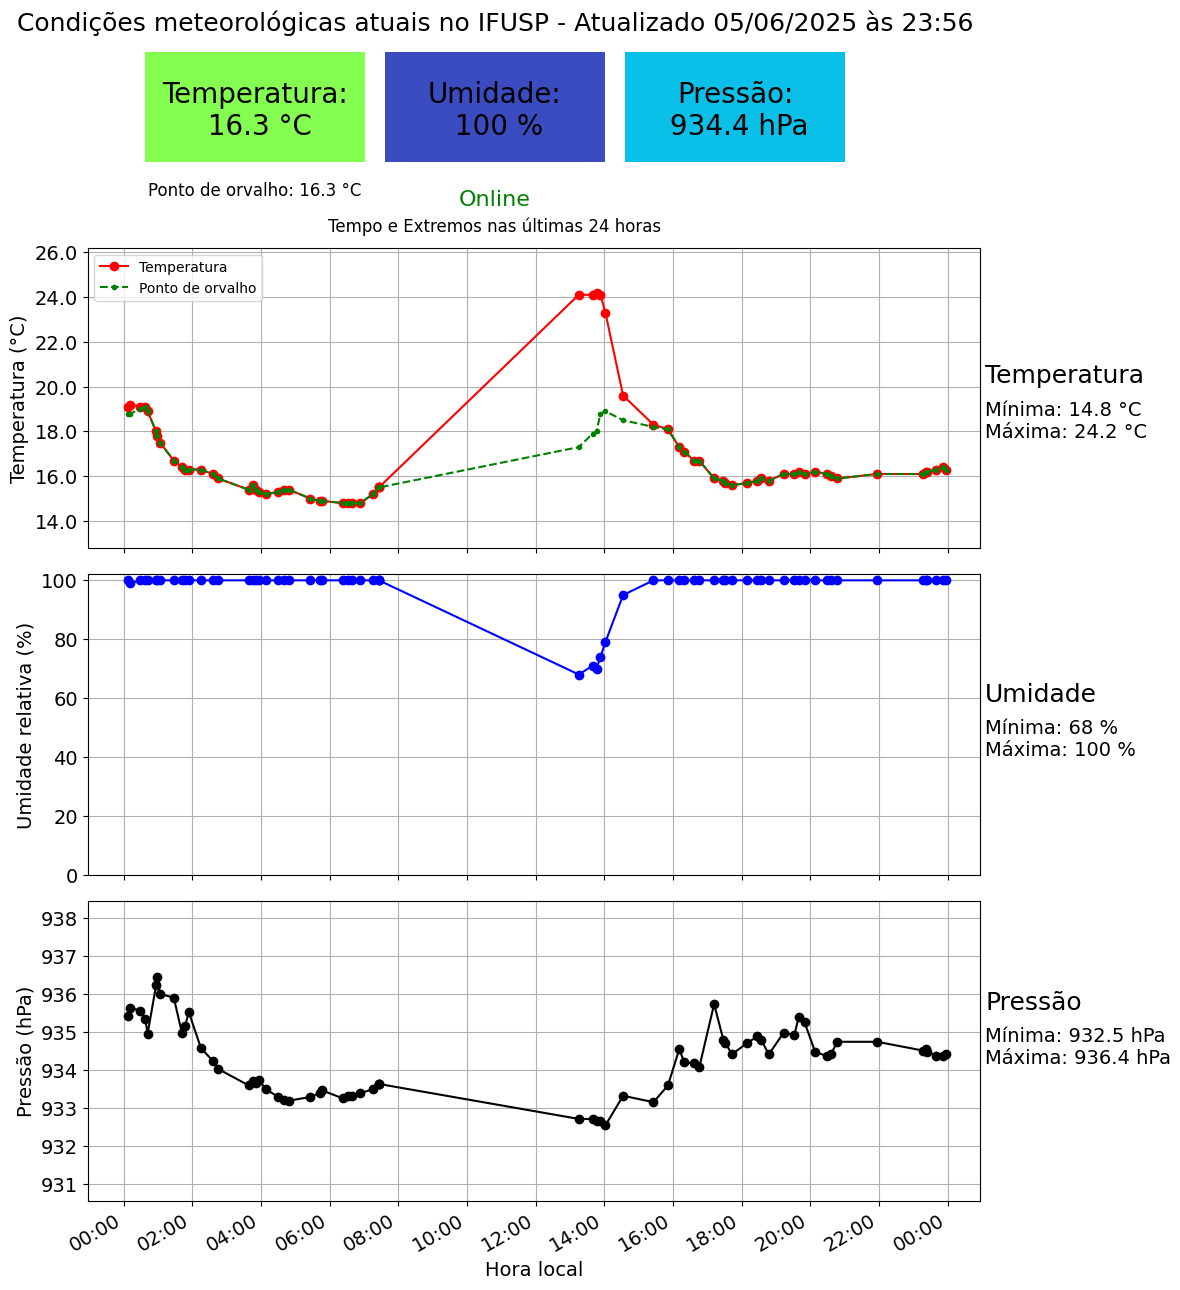 Condições meteorológicas atuais no IFUSP - Atualizado 05/06/2025 às 23:56
Temperatura:
16.3 °C
Umidade:
100 %
Pressão:
934.4 hPa
Ponto de orvalho: 16.3 °C
Online
Tempo e Extremos nas últimas 24 horas
Temperatura (°C)
26.0
24.0
22.0
20.0
18.0
16.0
14.0
Temperatura
Ponto de orvalho
Temperatura
Mínima: 14.8 °C
Máxima: 24.2 °C
Umidade relativa (%)
100
80
60
40
20
0
Umidade
Mínima: 68 %
Máxima: 100 %
Pressão (hPa)
938
937
936
935
934
933
932
931
Pressão
Mínima: 932.5 hPa
Máxima: 936.4 hPa
00:00
02:00
04:00
06:00
08:00
10:00
12:00
14:00
16:00
18:00
20:00
22:00
00:00
Hora local